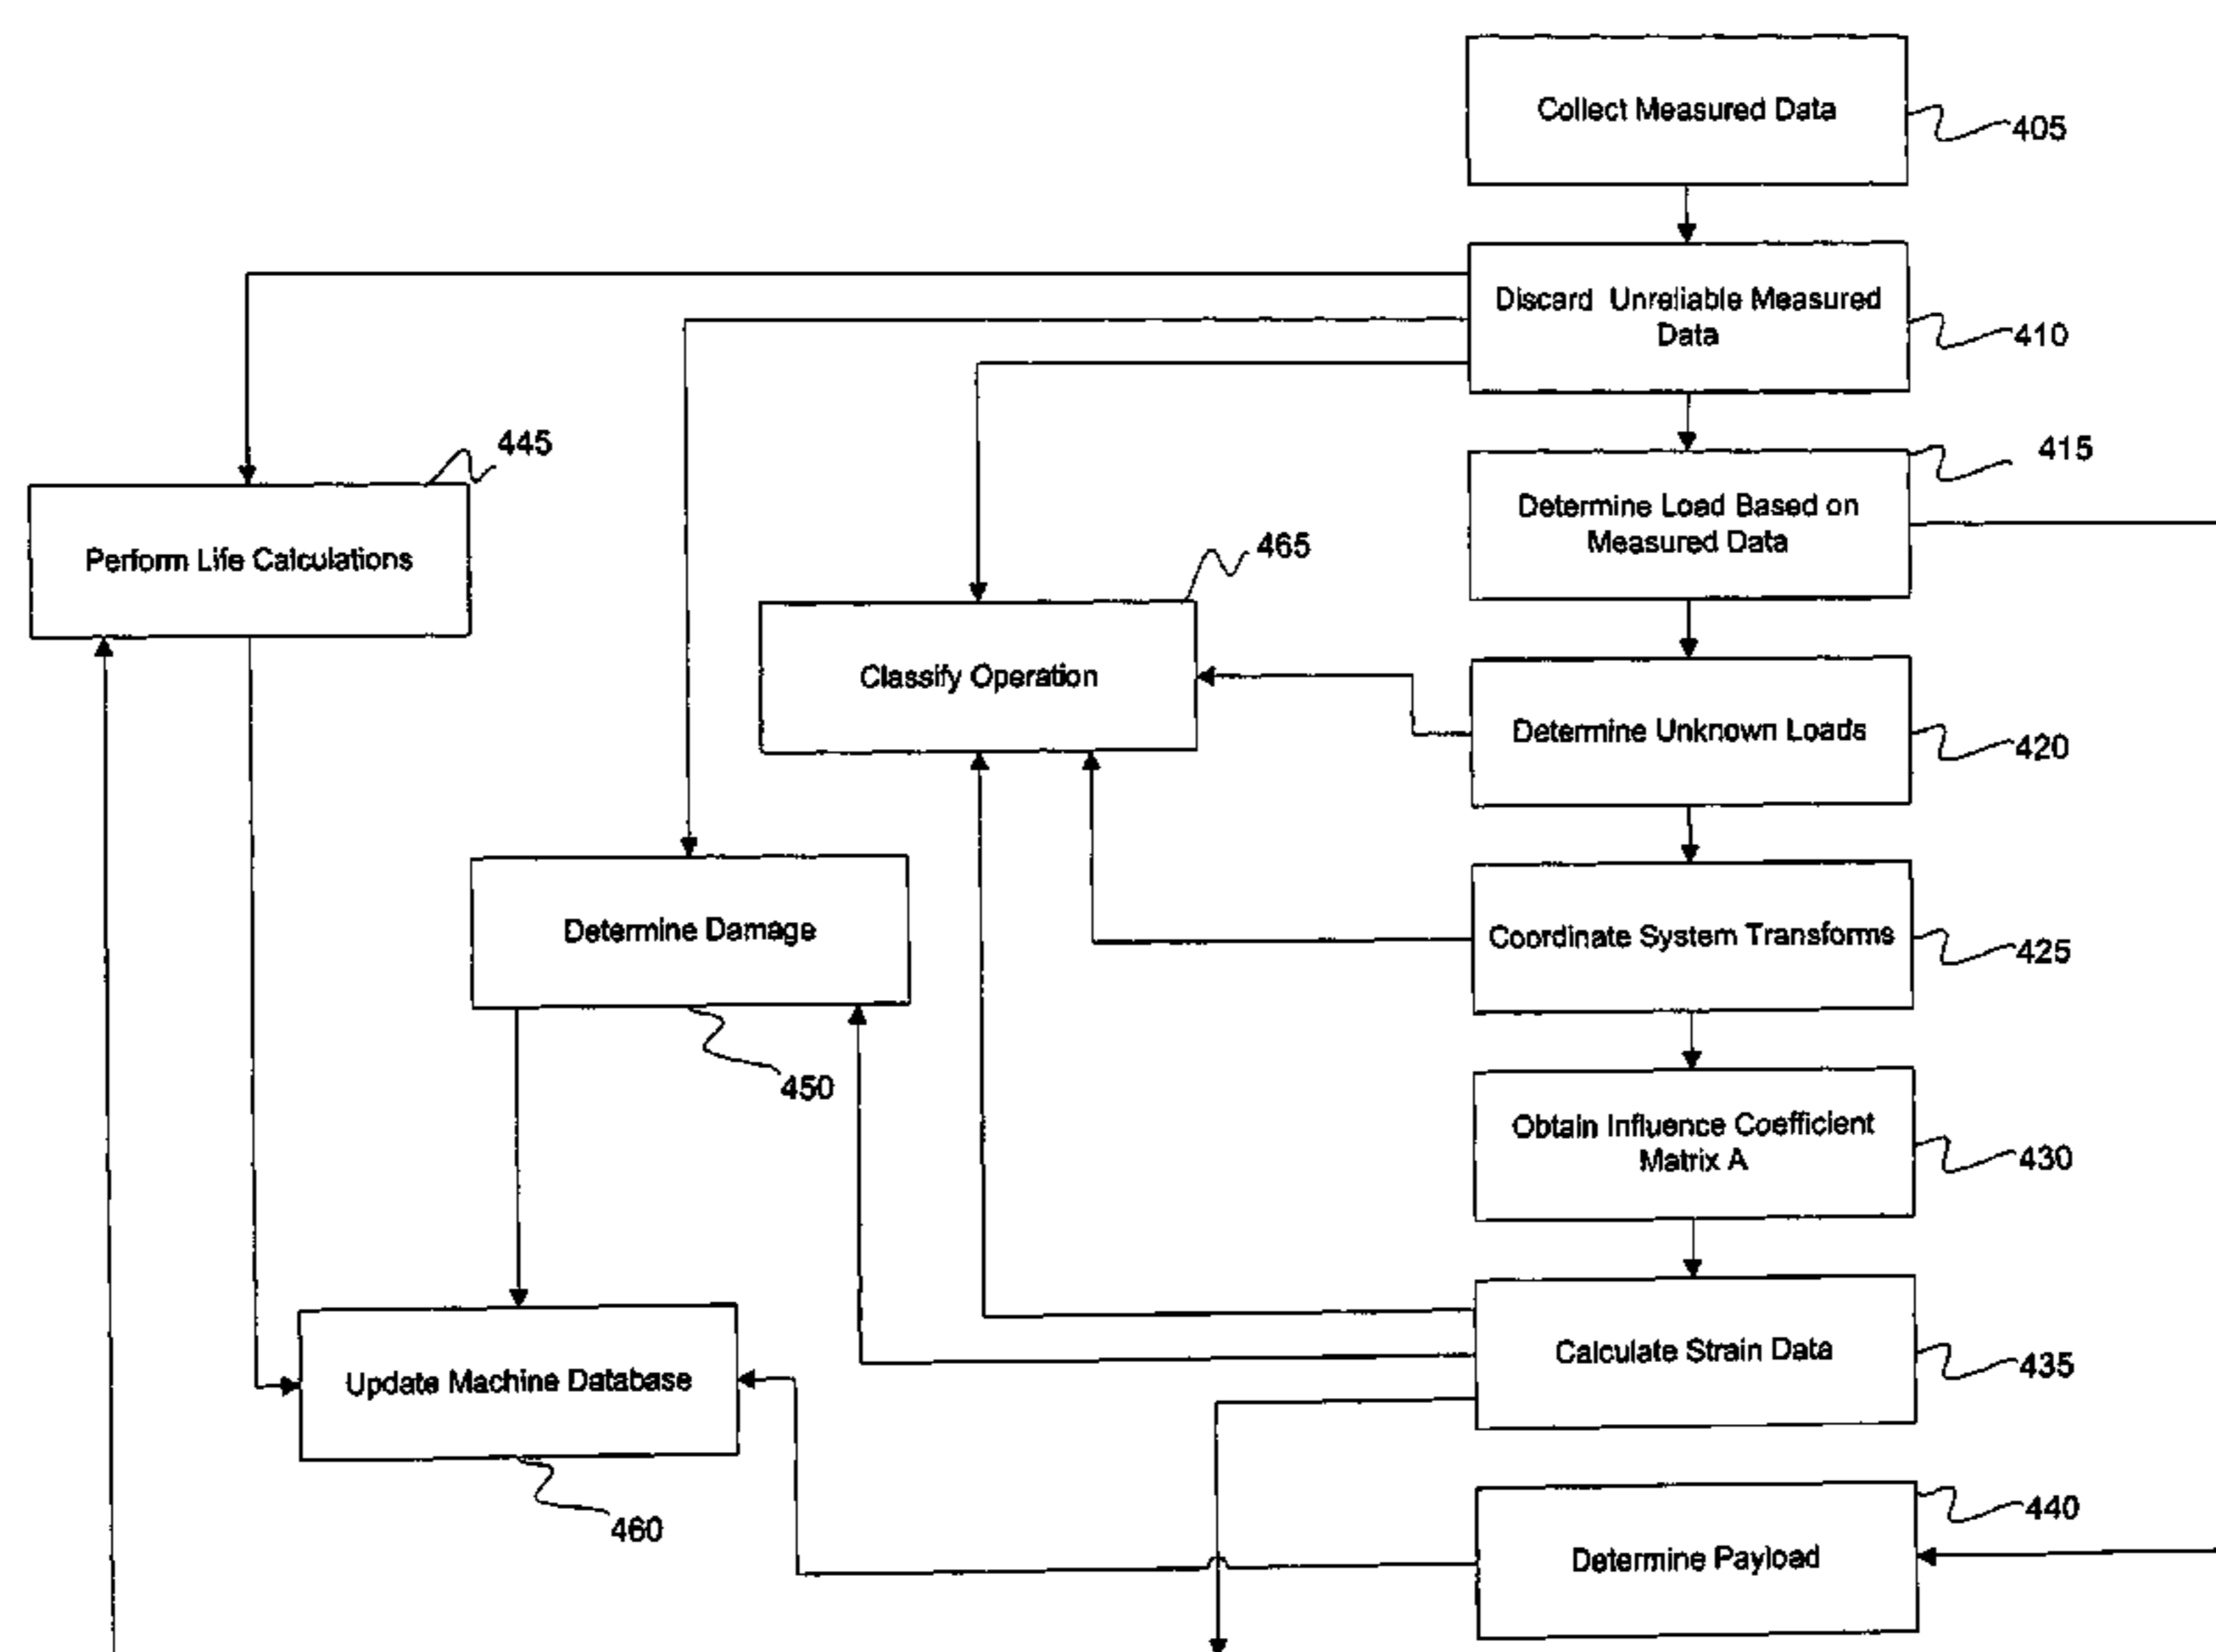 Collect Measured Data
405
Discard Unreliable Measured
Data
410
445
415
Determine Load Based on
Measured Data
Perform Life Calculations
465
Classify Operation
Determine Unknown Loads
420
Determine Damage
Coordinate System Transforms
425
450
Obtain Influence Coefficient
Matrix A
430
Calculate Strain Data
435
Update Machine Database
460
440
Determine Payload